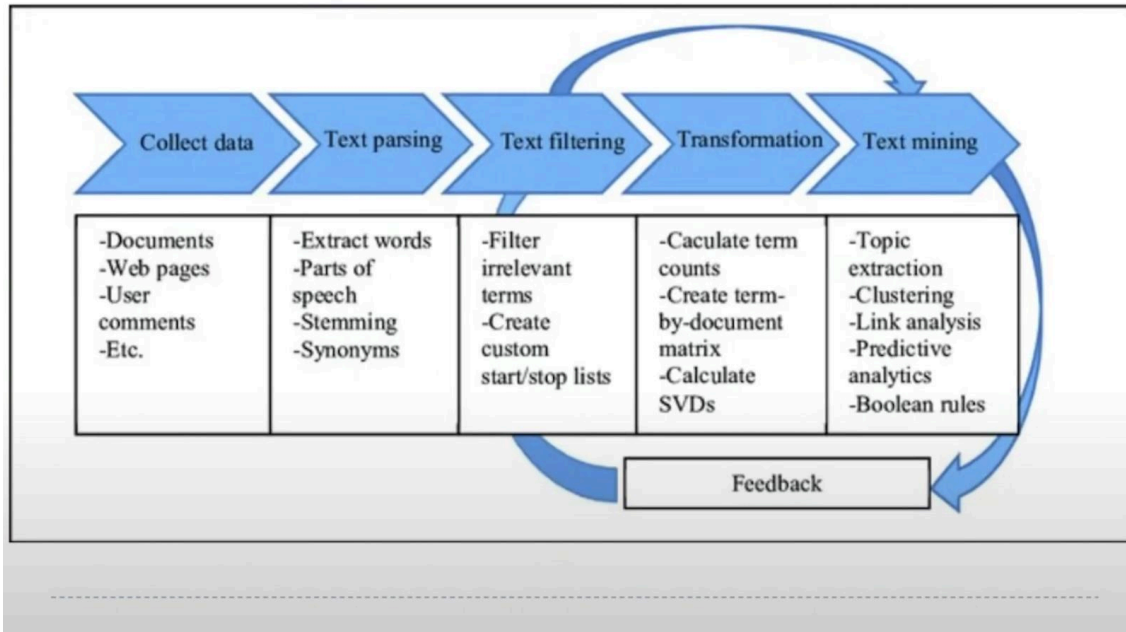 Collect data
Text parsing
Text filtering
Transformation
Text mining
-Documents
-Web pages
-User
comments
-Etc.
-Extract words
-Parts of
speech
-Stemming
-Synonyms
-Filter
irrelevant
terms
-Create
custom
start/stop lists
-Caculate term
counts
-Create term-
by-document
matrix
-Calculate
SVDs
-Topic
extraction
-Clustering
-Link analysis
-Predictive
analytics
-Boolean rules
Feedback